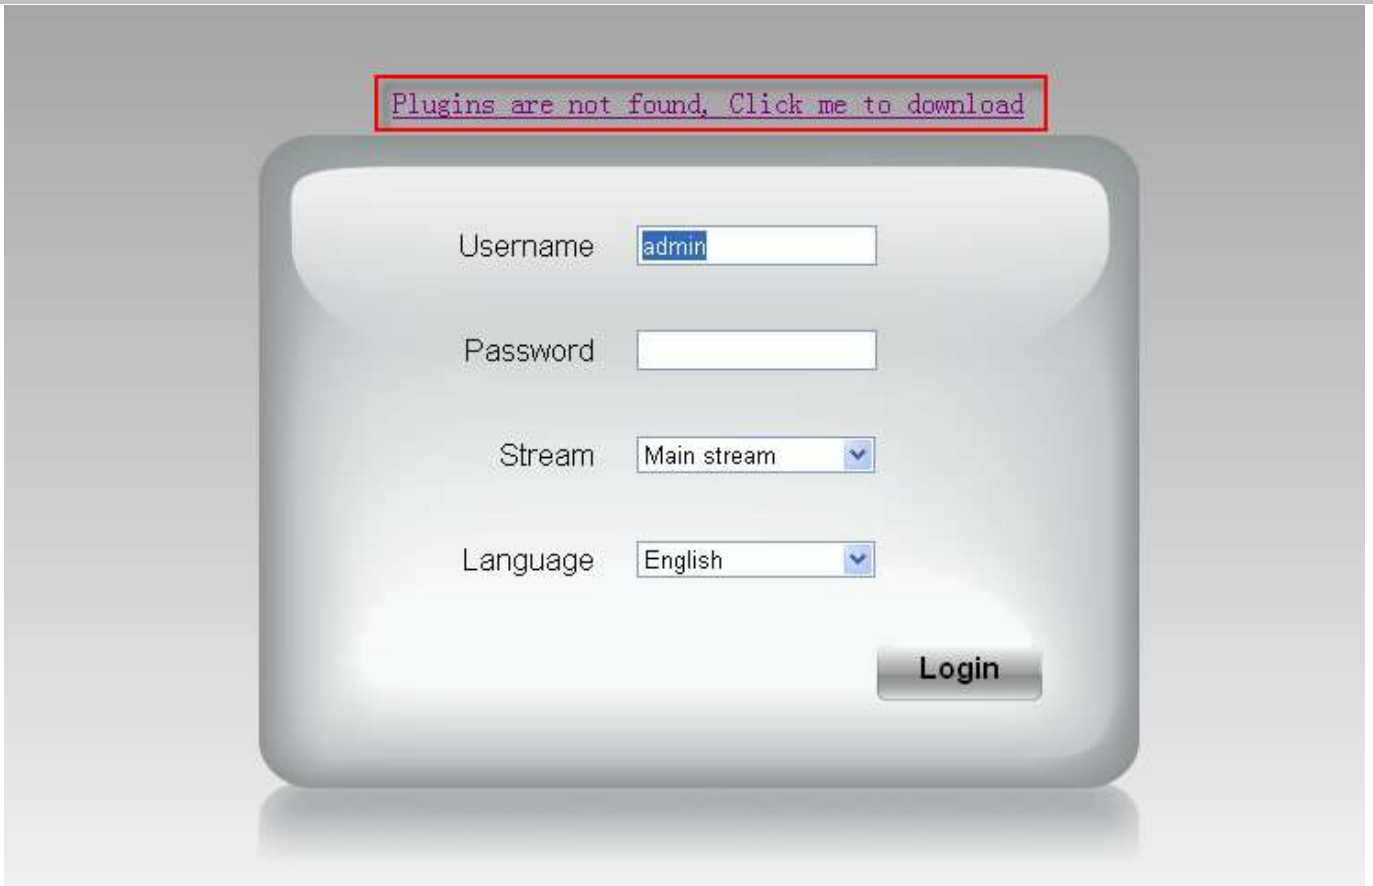 Plugins are not found, Click me to download
Username admin
Password
Stream Main stream
Language English
Login